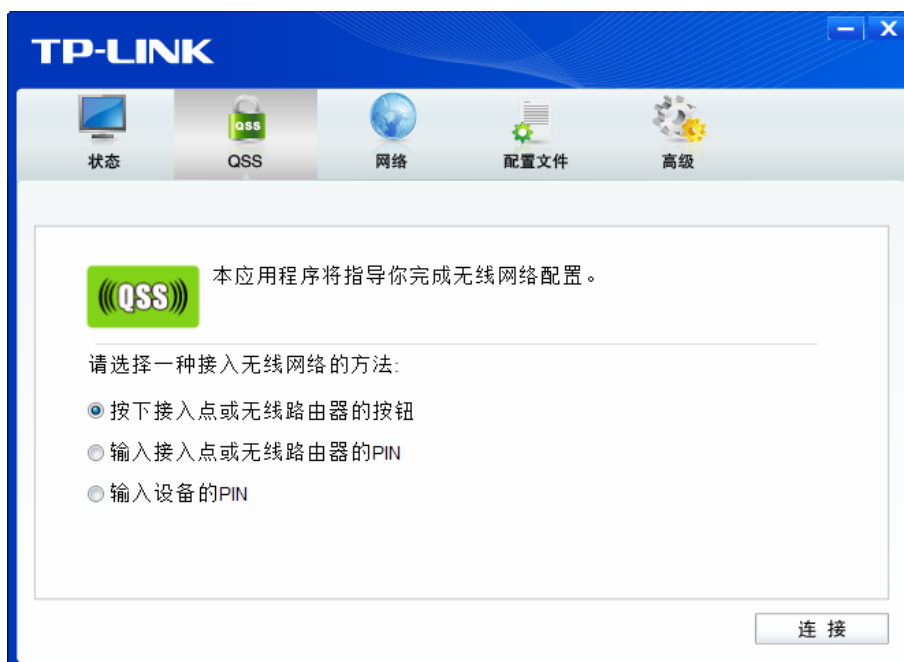 TP-LINK
QSS
状态
QSS
网络
配置文件
高级
QSS
本应用程序将指导你完成无线网络配置。
请选择一种接入无线网络的方法:
按下接入点或无线路由器的按钮
输入接入点或无线路由器的PIN
输入设备的PIN
连 接